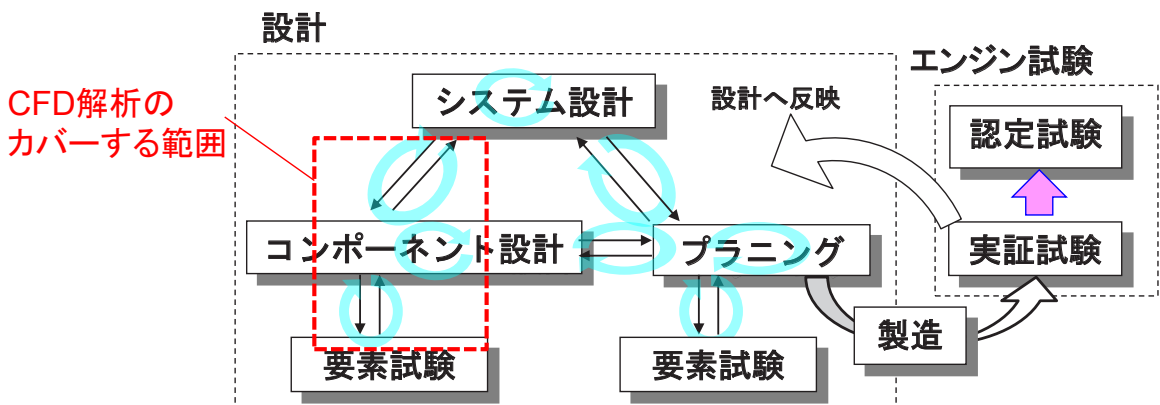 設計
エンジン試験
CFD解析の
カバーする範囲
システム設計
設計へ反映
認定試験
コンポーネント設計
プラニング
実証試験
製造
要素試験
要素試験